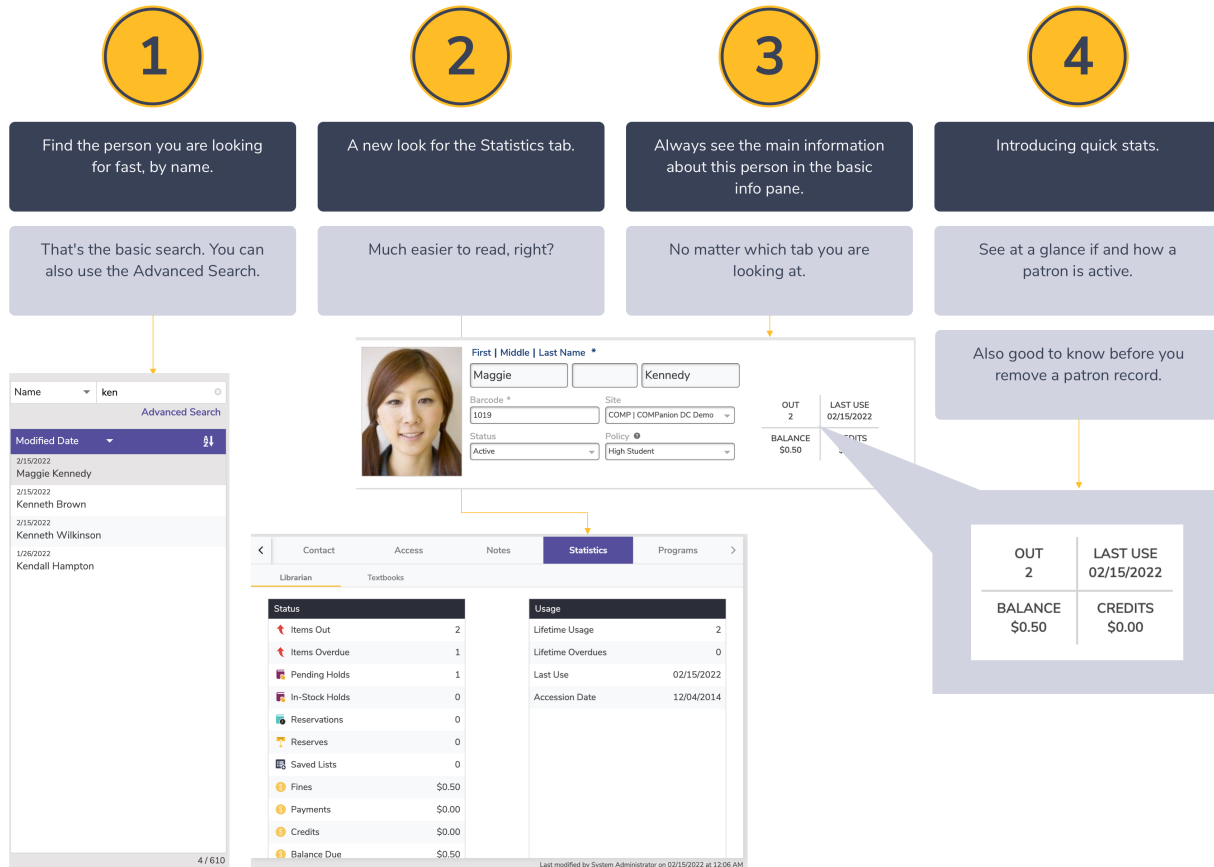 1
2
3
4
Find the person you are looking
for fast, by name.
A new look for the Statistics tab.
Always see the main information
about this person in the basic
info pane.
Introducing quick stats.
That's the basic search. You can
also use the Advanced Search.
Much easier to read, right?
No matter which tab you are
looking at.
See at a glance if and how a
patron is active.
Also good to know before you
remove a patron record.
Name ken
Advanced Search
Modified Date
2/15/2022
Maggie Kennedy
2/15/2022
Kenneth Brown
2/15/2022
Kenneth Wilkinson
1/26/2022
Kendall Hampton
4 / 610
First | Middle | Last Name *
Maggie Kennedy
Barcode * Site
1019 COMP | COMPanion DC Demo
Status Policy
Active High Student
OUT LAST USE
2 02/15/2022
BALANCE
$0.50
Contact Access Notes Statistics Programs
Librarian Textbooks
Status
Items Out 2
Items Overdue 1
Pending Holds 1
In-Stock Holds 0
Reservations 0
Reserves 0
Saved Lists 0
Fines $0.50
Payments $0.00
Credits $0.00
Balance Due $0.50
Usage
Lifetime Usage 2
Lifetime Overdues 0
Last Use 02/15/2022
Accession Date 12/04/2014
Last modified by System Administrator on 02/15/2022 at 12:06 AM
OUT LAST USE
2 02/15/2022
BALANCE CREDITS
$0.50 $0.00